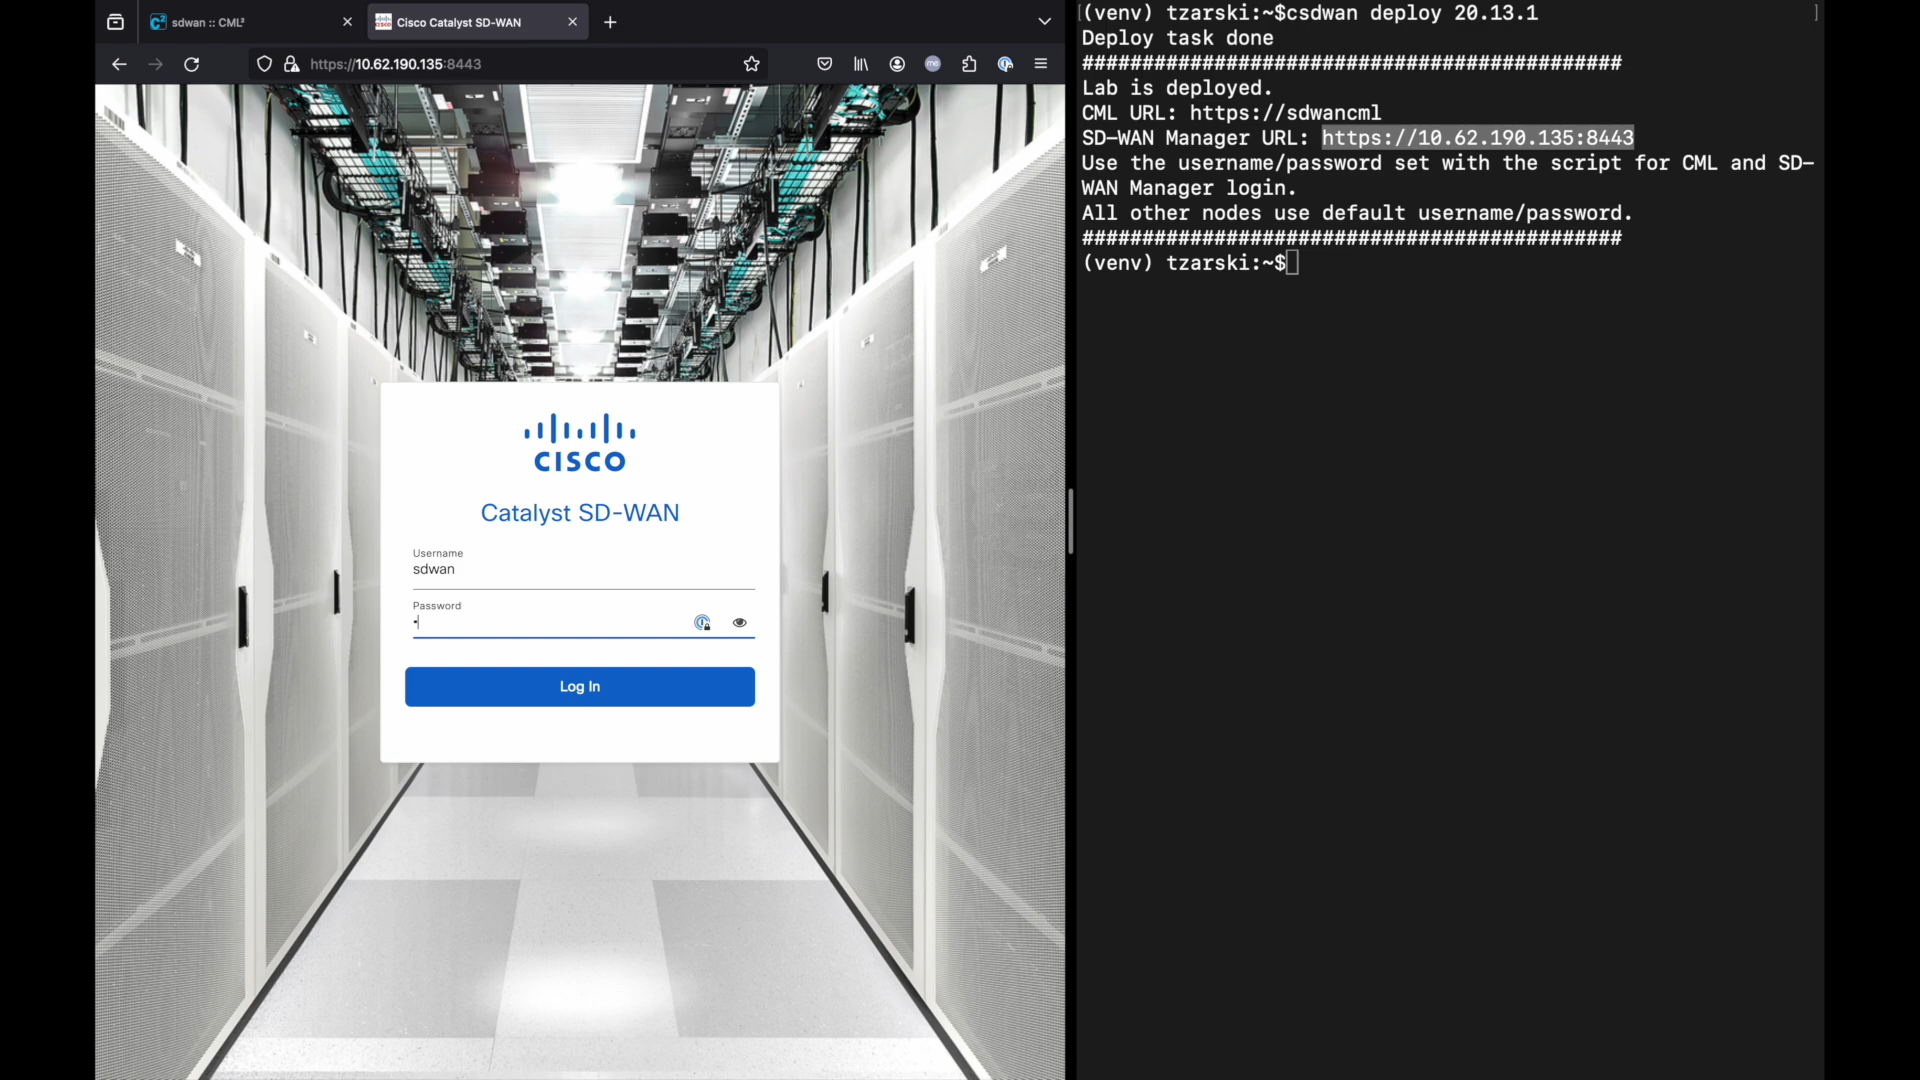 sdwan :: CML²
Cisco Catalyst SD-WAN
https://10.62.190.135:8443
CISCO
Catalyst SD-WAN
Username
sdwan
Password
Log In
(venv) tzarski:~$csdwan deploy 20.13.1
Deploy task done
#############################################
Lab is deployed.
CML URL: https://sdwancml
SD-WAN Manager URL: https://10.62.190.135:8443
Use the username/password set with the script for CML and SD-
WAN Manager login.
All other nodes use default username/password.
#############################################
(venv) tzarski:~$